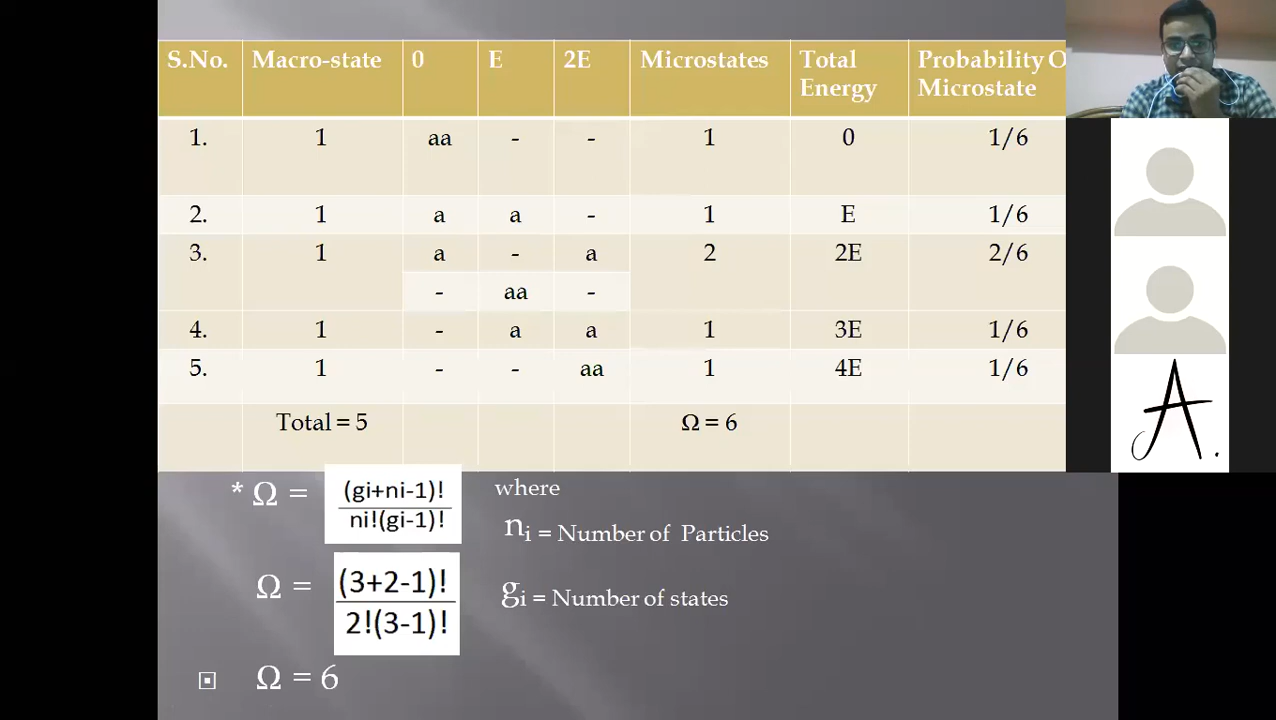 S.No. Macro-state 0 E 2E Microstates Total Energy Probability O Microstate
1. 1 aa - - 1 0 1/6
2. 1 a a - 1 E 1/6
3. 1 a - a 2 2E 2/6
- aa -
4. 1 - a a 1 3E 1/6
5. 1 - - aa 1 4E 1/6
Total = 5 Ω = 6
* Ω = (gi+ni-1)! / ni!(gi-1)! where
ni = Number of Particles
gi = Number of states
Ω = (3+2-1)! / 2!(3-1)!
Ω = 6
A.